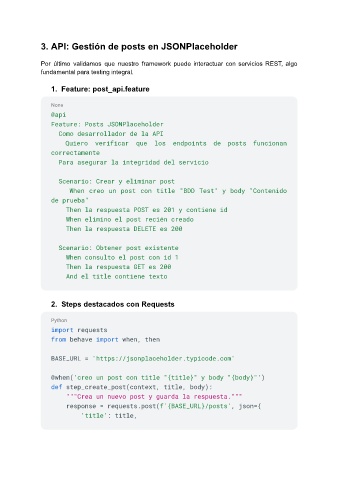 3. API: Gestión de posts en JSONPlaceholder
Por último validamos que nuestro framework puede interactuar con servicios REST, algo
fundamental para testing integral.
1. Feature: post_api.feature
None
@api
Feature: Posts JSONPlaceholder
Como desarrollador de la API
Quiero verificar que los endpoints de posts funcionan
correctamente
Para asegurar la integridad del servicio
Scenario: Crear y eliminar post
When creo un post con title "BDD Test" y body "Contenido
de prueba"
Then la respuesta POST es 201 y contiene id
When elimino el post recién creado
Then la respuesta DELETE es 200
Scenario: Obtener post existente
When consulto el post con id 1
Then la respuesta GET es 200
And el title contiene texto
2. Steps destacados con Requests
Python
import requests
from behave import when, then
BASE_URL = 'https://jsonplaceholder.typicode.com'
@when('creo un post con title "{title}" y body "{body}"')
def step_create_post(context, title, body):
"""Crea un nuevo post y guarda la respuesta."""
response = requests.post(f'{BASE_URL}/posts', json={
'title': title,